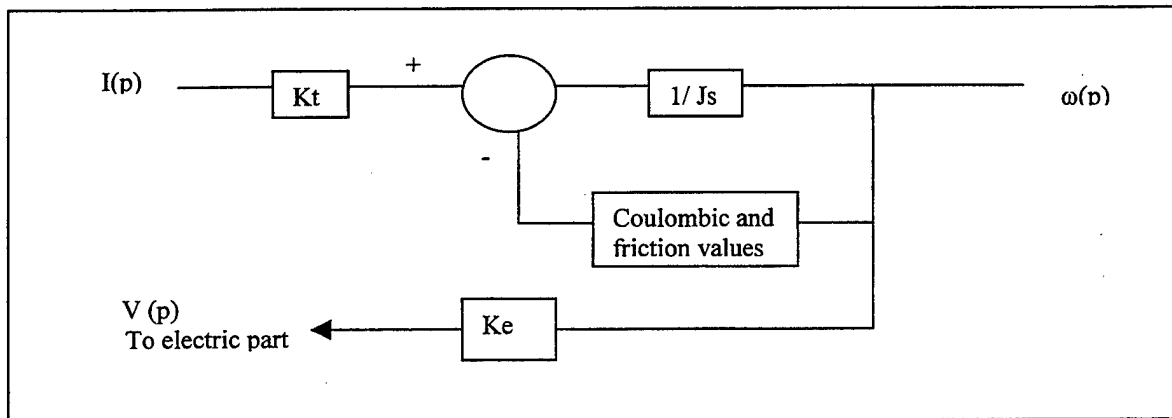 I(p)
Kt
+
1/ Js
ω(p)
-
Coulombic and
friction values
V (p)
To electric part
Ke